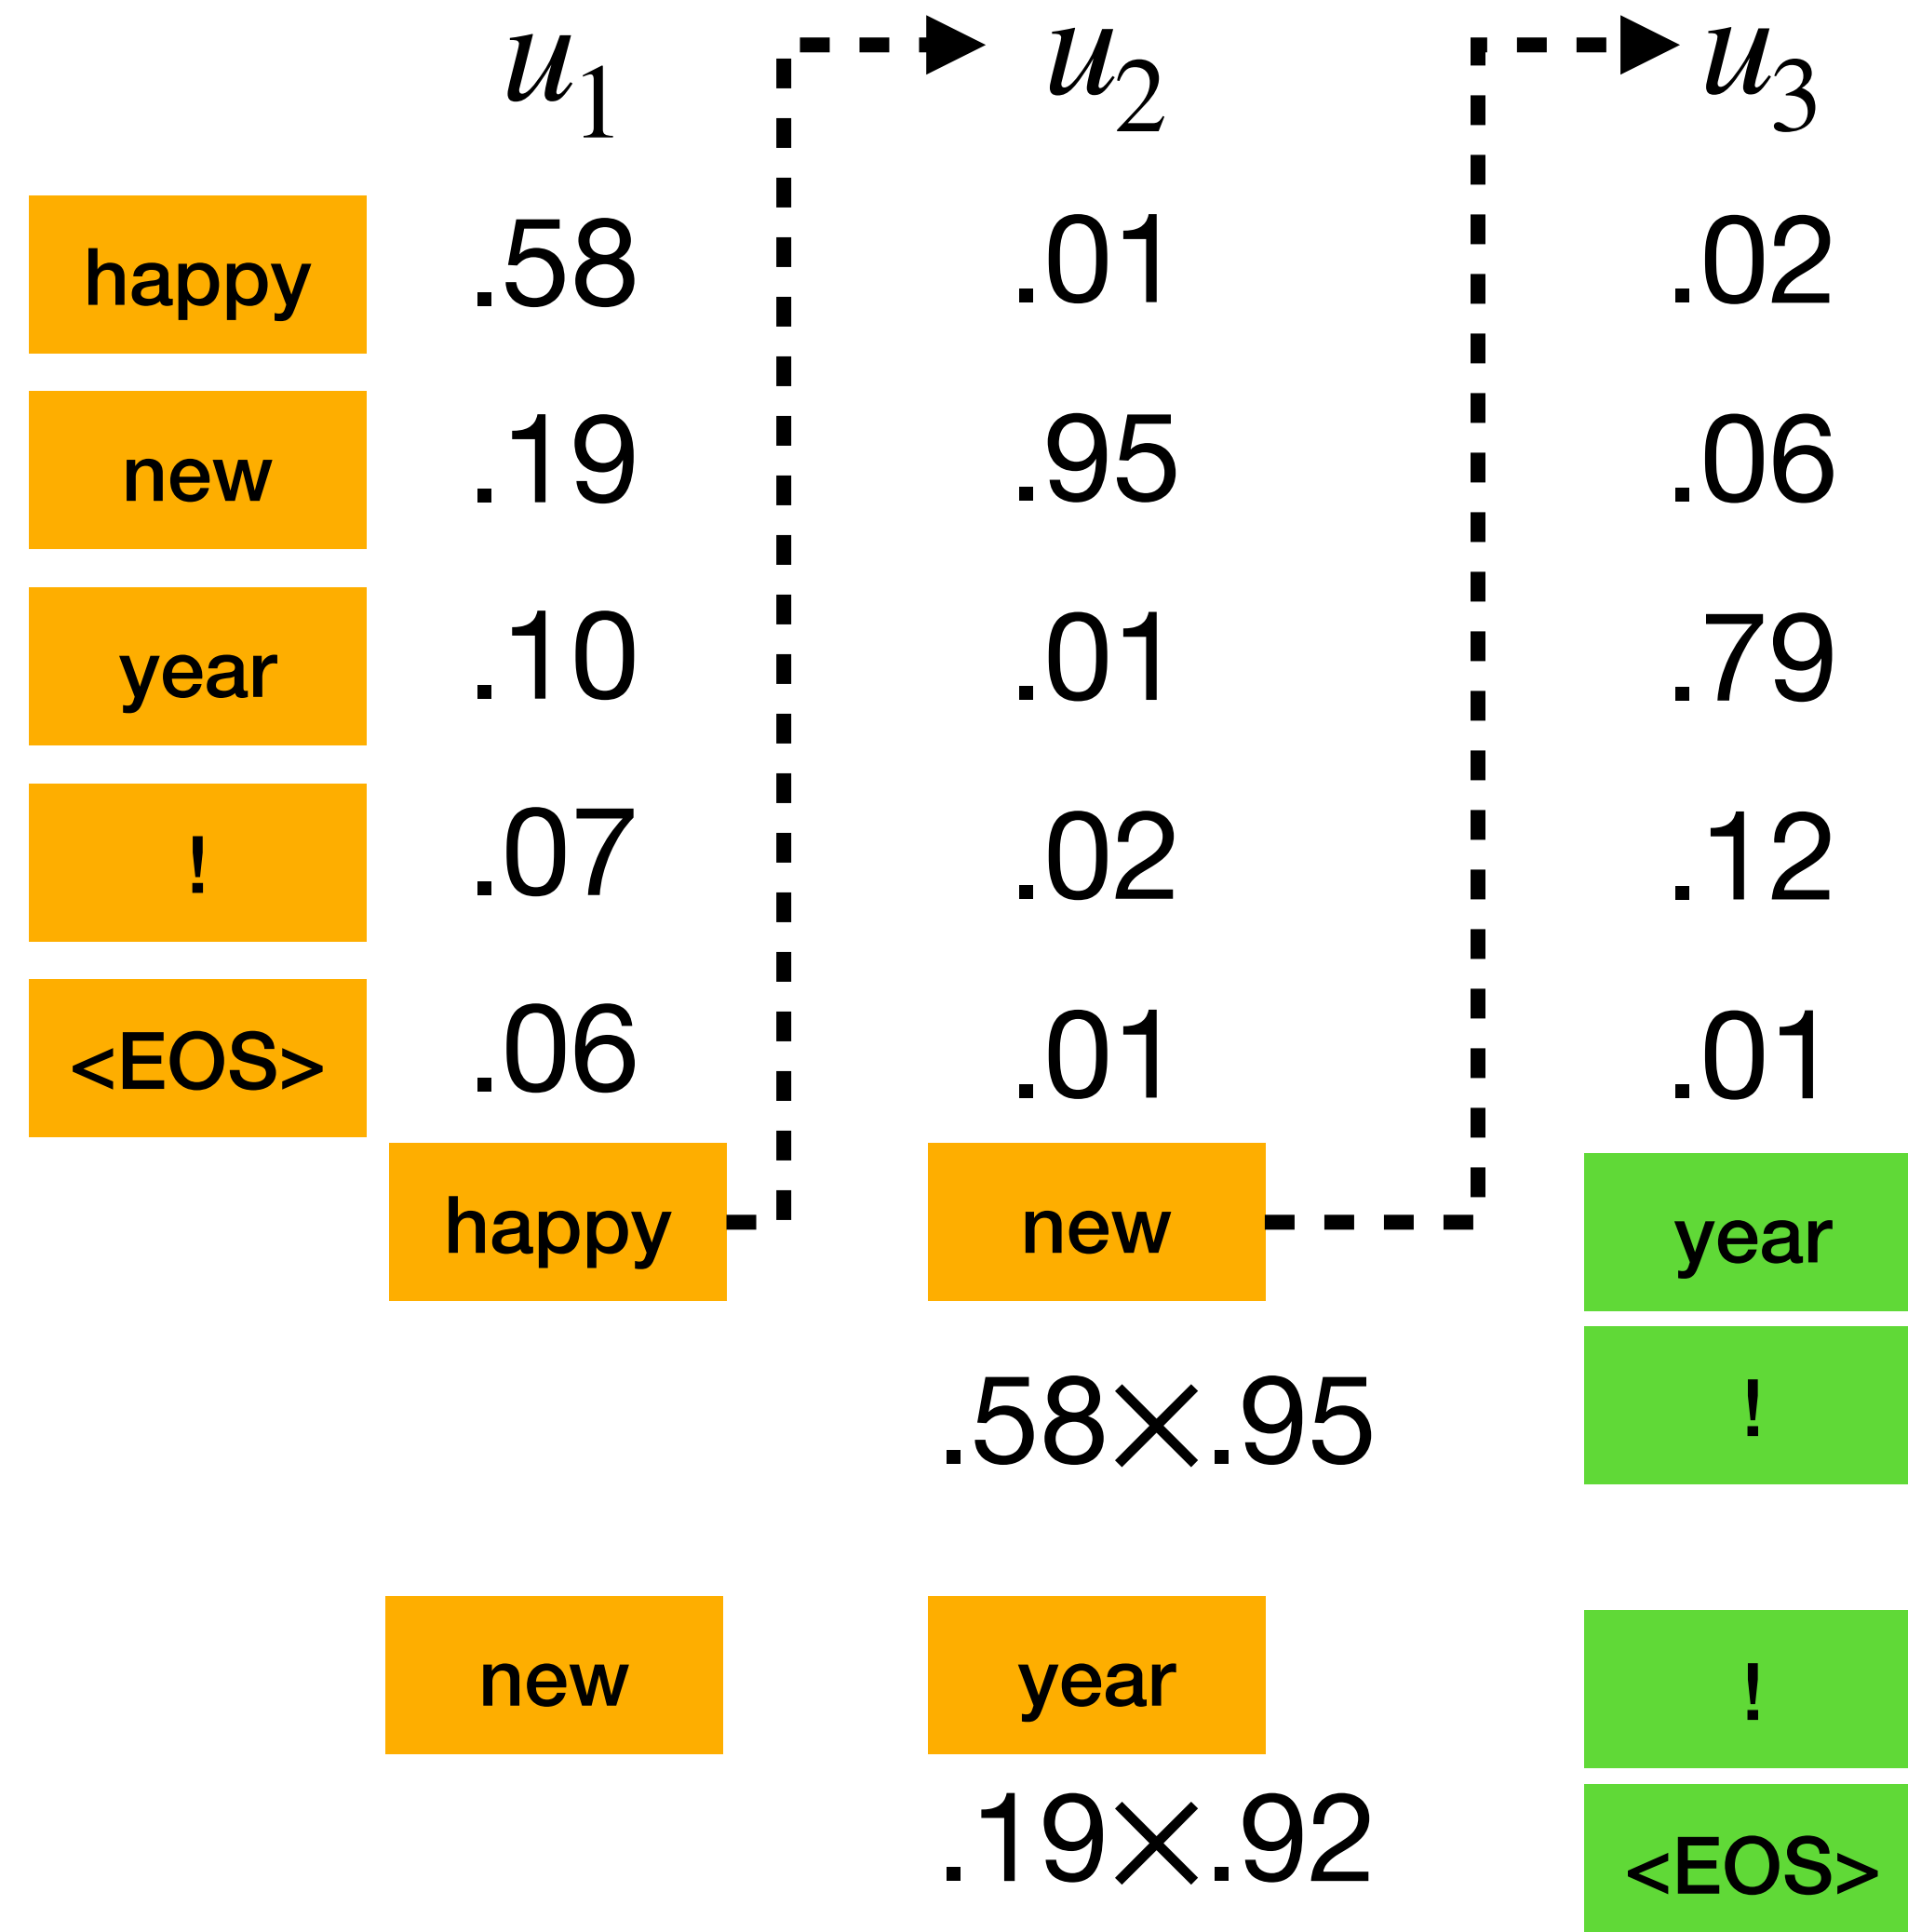 u1 u2 u3
happy .58 .01 .02
new .19 .95 .06
year .10 .01 .79
! .07 .02 .12
<EOS> .06 .01 .01
happy new year
.58×.95 !
new year !
.19×.92 <EOS>